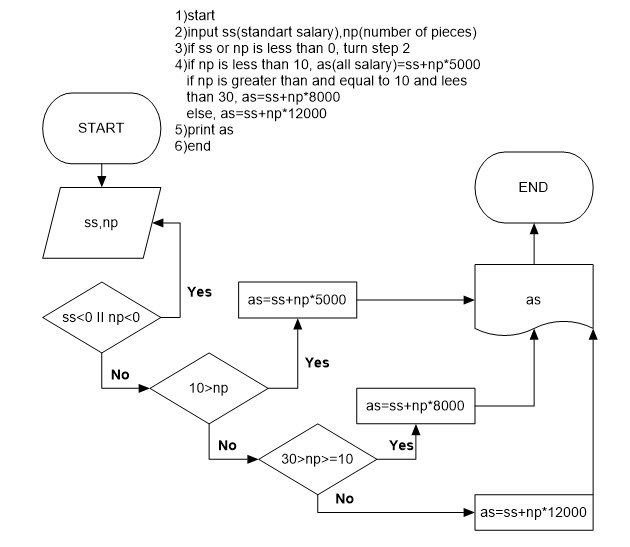 1)start
2)input ss(standart salary),np(number of pieces)
3)if ss or np is less than 0, turn step 2
4)if np is less than 10, as(all salary)=ss+np*5000
if np is greater than and equal to 10 and lees
than 30, as=ss+np*8000
else, as=ss+np*12000
5)print as
6)end
START
ss,np
ss<0 II np<0
Yes
No
10>np
Yes
as=ss+np*5000
No
30>np>=10
Yes
as=ss+np*8000
No
as=ss+np*12000
as
END